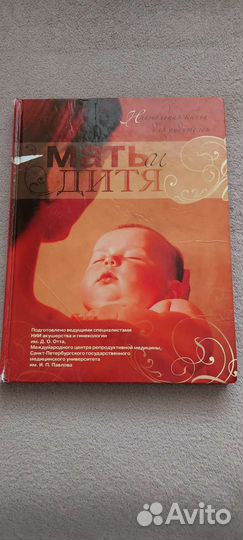 Настольная книга
для родителей
Мать и
Дитя
Подготовлено ведущими специалистами
НИИ акушерства и гинекологии
им. Д. О. Отта,
Международного центра репродуктивной медицины,
Санкт-Петербургского государственного
медицинского университета
им. И. П. Павлова
Avito